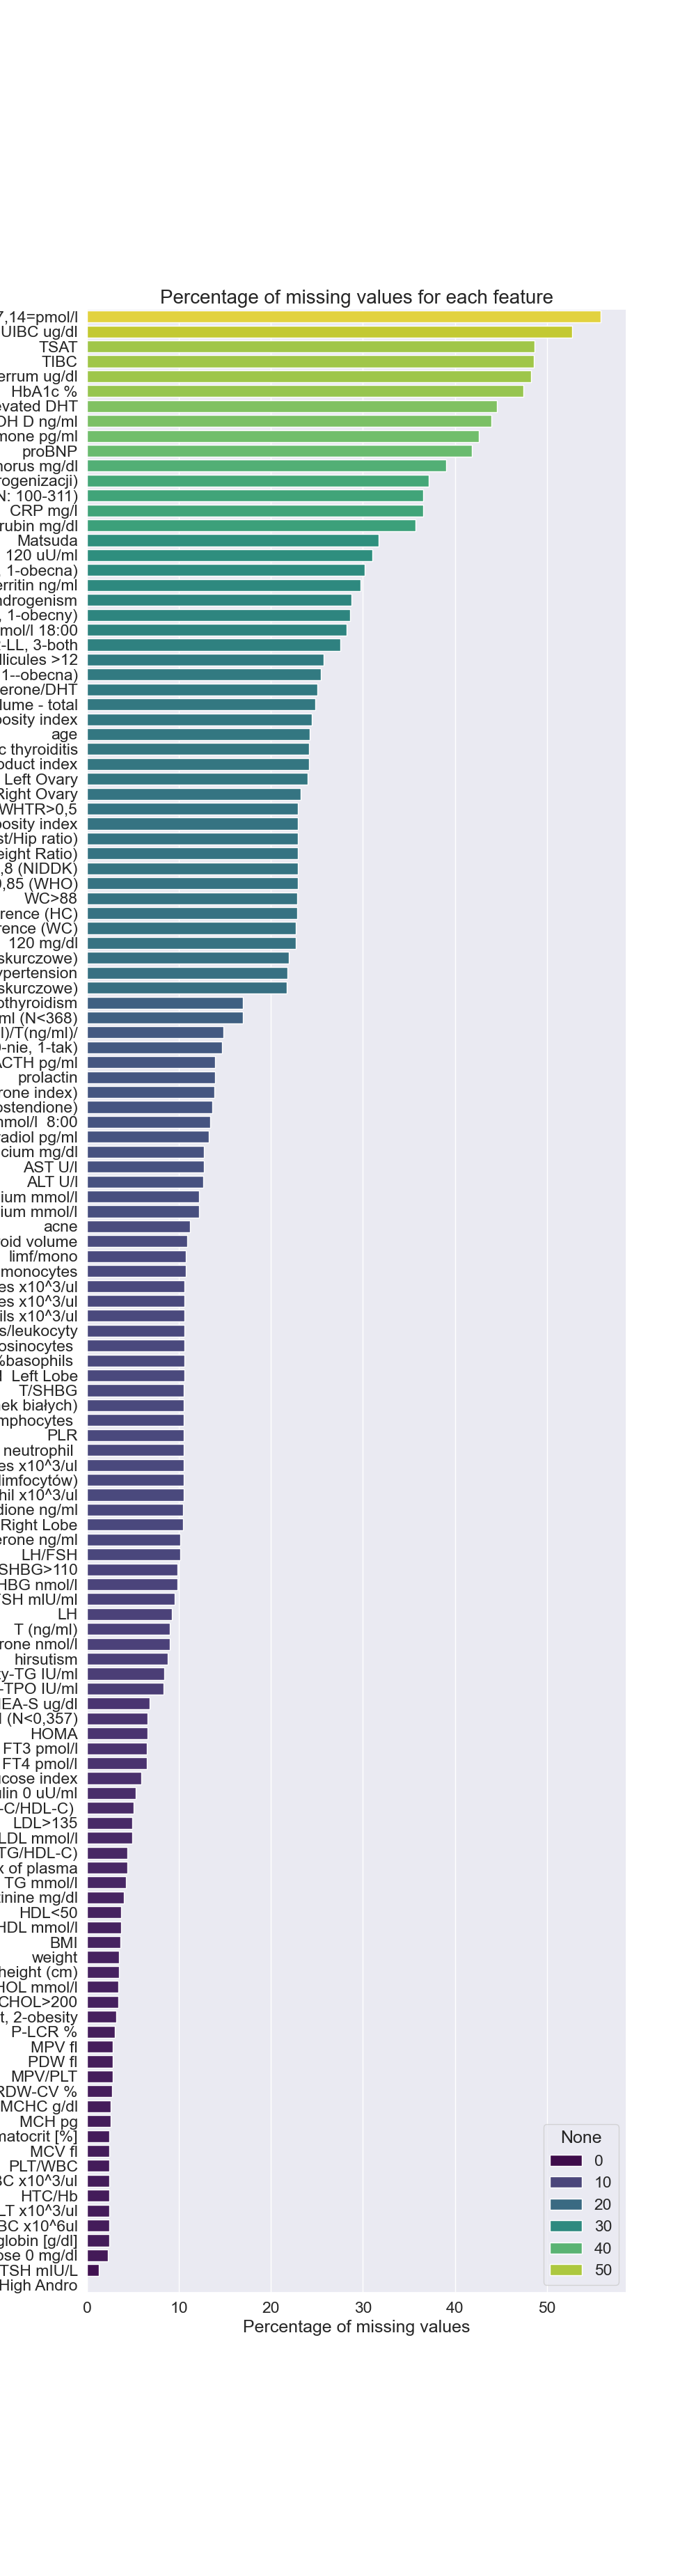 Percentage of missing values for each feature
7,14=pmol/l
UIBC ug/dl
TSAT
TIBC
errum ug/dl
HbA1c %
evated DHT
OH D ng/ml
mone pg/ml
proBNP
horus mg/dl
rogenizacji)
N: 100-311)
CRP mg/l
rubin mg/dl
Matsuda
120 uU/ml
, 1-obecna)
erritin ng/ml
ndrogenism
, 1-obecny)
mol/l 18:00
-LL, 3-both
llicules >12
1--obecna)
erone/DHT
lume - total
posity index
age
c thyroiditis
oduct index
Left Ovary
Right Ovary
WHTR>0,5
posity index
st/Hip ratio)
eight Ratio)
,8 (NIDDK)
0,85 (WHO)
WC>88
rence (HC)
rence (WC)
120 mg/dl
skurczowe)
ypertension
skurczowe)
othyroidism
ml (N<368)
l)/T(ng/ml)/
0-nie, 1-tak)
ACTH pg/ml
prolactin
rone index)
ostendione)
nmol/l 8:00
radiol pg/ml
cium mg/dl
AST U/l
ALT U/l
ium mmol/l
ium mmol/l
acne
oid volume
limf/mono
monocytes
es x10^3/ul
es x10^3/ul
ils x10^3/ul
s/leukocyty
osinocytes
%basophils
l Left Lobe
T/SHBG
ek białych)
mphocytes
PLR
neutrophil
es x10^3/ul
limfocytów)
hil x10^3/ul
dione ng/ml
Right Lobe
erone ng/ml
LH/FSH
SHBG>110
HBG nmol/l
TSH mIU/ml
LH
T (ng/ml)
rone nmol/l
hirsutism
y-TG IU/ml
-TPO IU/ml
HEA-S ug/dl
l (N<0,357)
HOMA
FT3 pmol/l
FT4 pmol/l
ucose index
ulin 0 uU/ml
-C/HDL-C)
LDL>135
LDL mmol/l
TG/HDL-C)
x of plasma
TG mmol/l
tinine mg/dl
HDL<50
HDL mmol/l
BMI
weight
height (cm)
HOL mmol/l
CHOL>200
t, 2-obesity
P-LCR %
MPV fl
PDW fl
MPV/PLT
RDW-CV %
MCHC g/dl
MCH pg
matocrit [%]
MCV fl
PLT/WBC
BC x10^3/ul
HTC/Hb
LT x10^3/ul
BC x10^6ul
globin [g/dl]
ose 0 mg/dl
TSH mIU/L
High Andro
None
0
10
20
30
40
50
0 10 20 30 40 50
Percentage of missing values